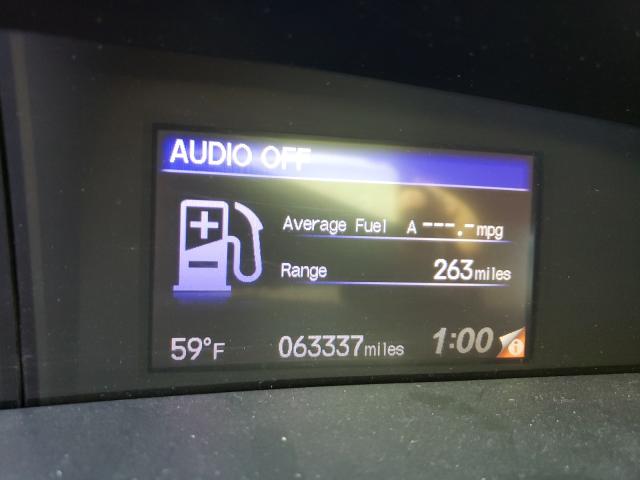 AUDIO OFF
Average Fuel A ---.- mpg
Range 263 miles
59°F 063337 miles 1:00 i